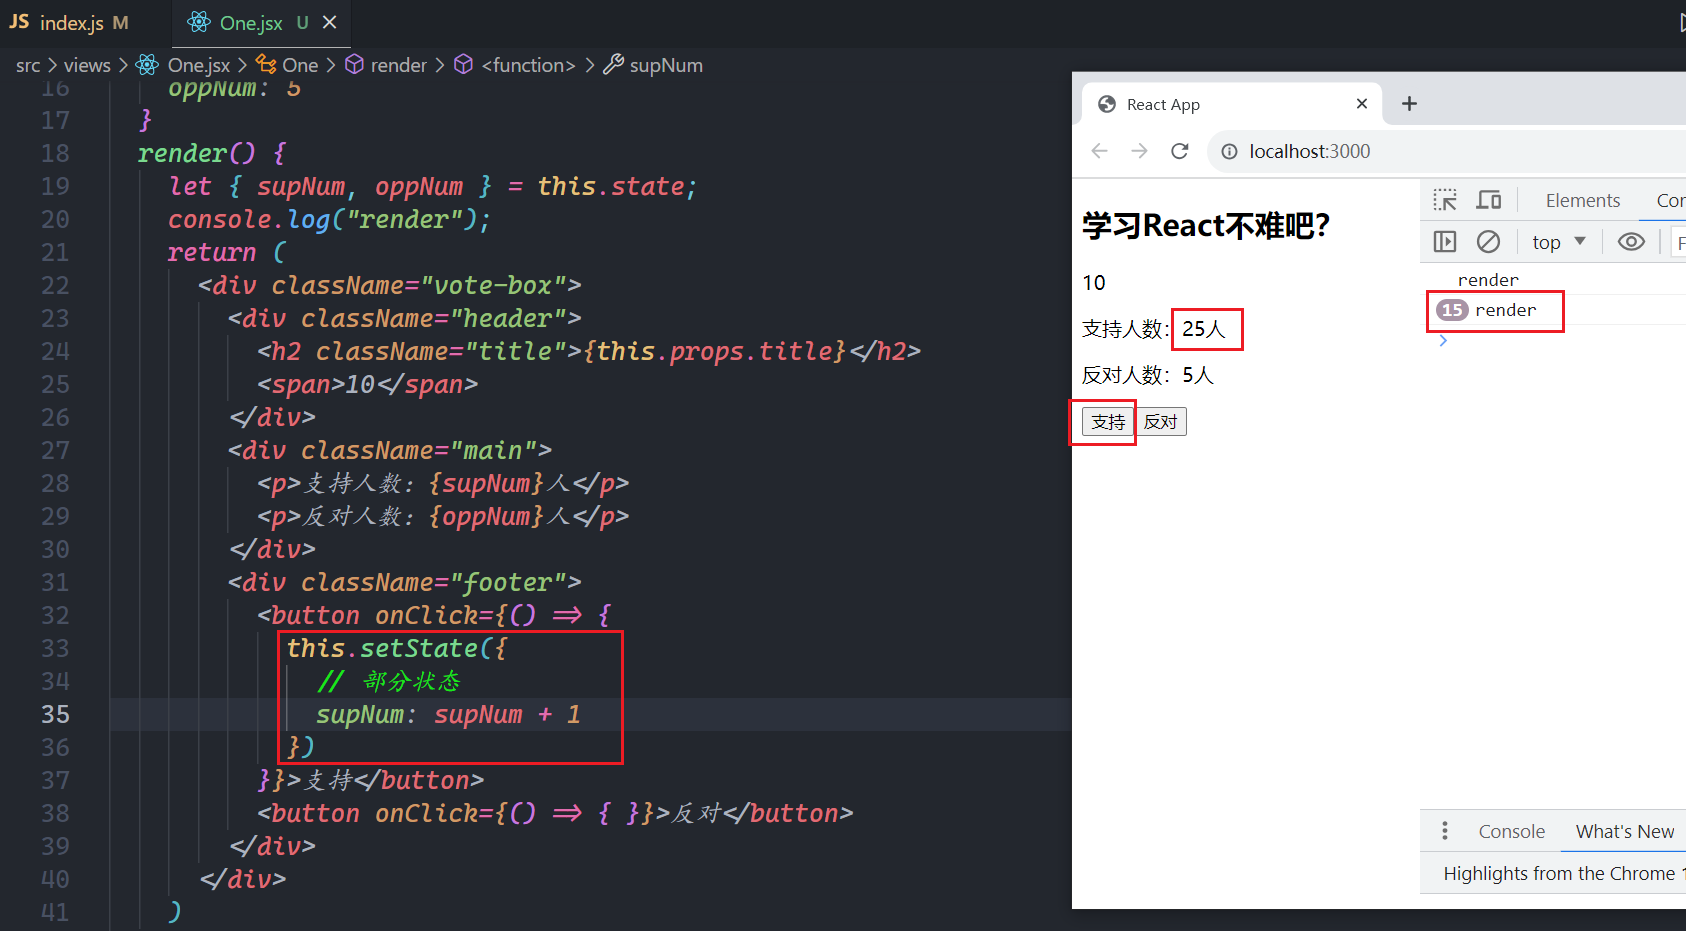 JS index.js M
One.jsx U
src > views > One.jsx > One > render > <function> > supNum
16 oppNum: 5
17 }
18 render() {
19 let { supNum, oppNum } = this.state;
20 console.log("render");
21 return (
22 <div className="vote-box">
23 <div className="header">
24 <h2 className="title">{this.props.title}</h2>
25 <span>10</span>
26 </div>
27 <div className="main">
28 <p>支持人数：{supNum}人</p>
29 <p>反对人数：{oppNum}人</p>
30 </div>
31 <div className="footer">
32 <button onClick={() => {
33 this.setState({
34 // 部分状态
35 supNum: supNum + 1
36 })
37 }}>支持</button>
38 <button onClick={() => { }}>反对</button>
39 </div>
40 </div>
41 )
React App
localhost:3000
学习React不难吧？
10
支持人数：25人
反对人数：5人
支持 反对
Elements
top
render
15 render
Console What's New
Highlights from the Chrome